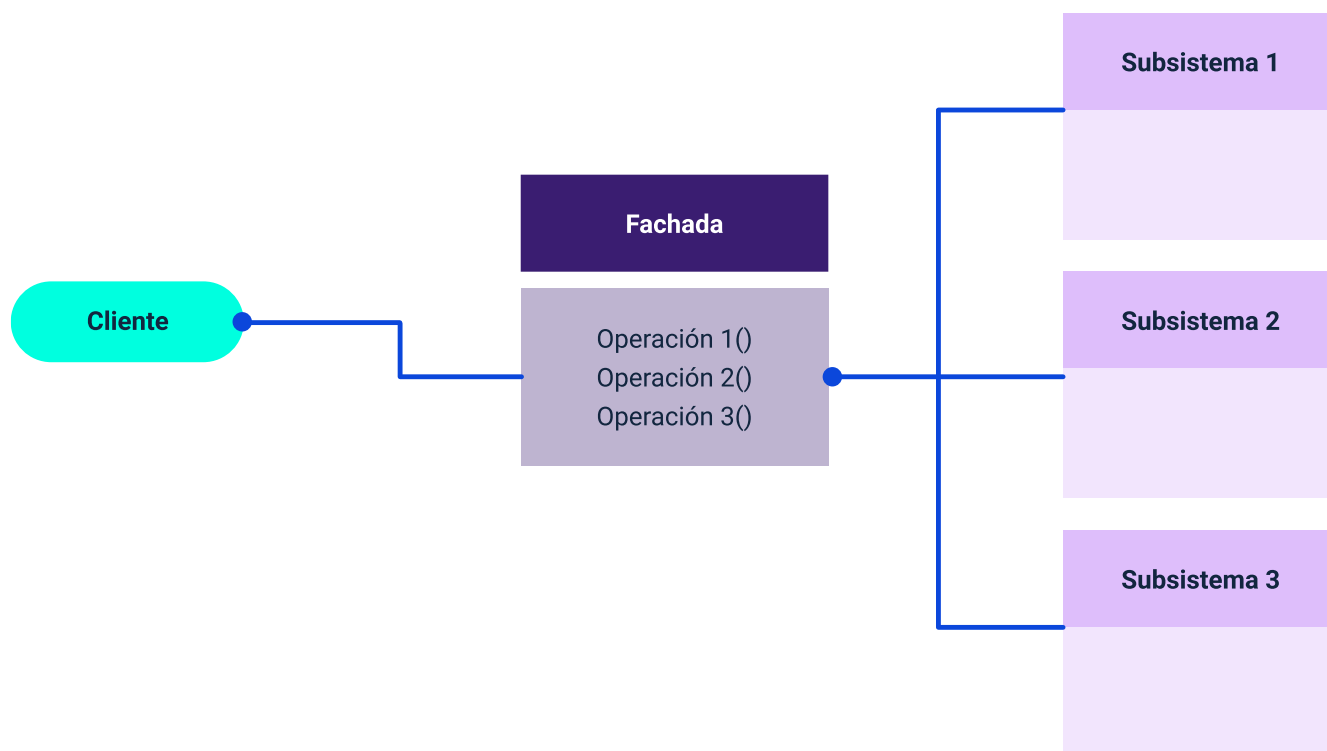 Cliente
Fachada
Operación 1()
Operación 2()
Operación 3()
Subsistema 1
Subsistema 2
Subsistema 3